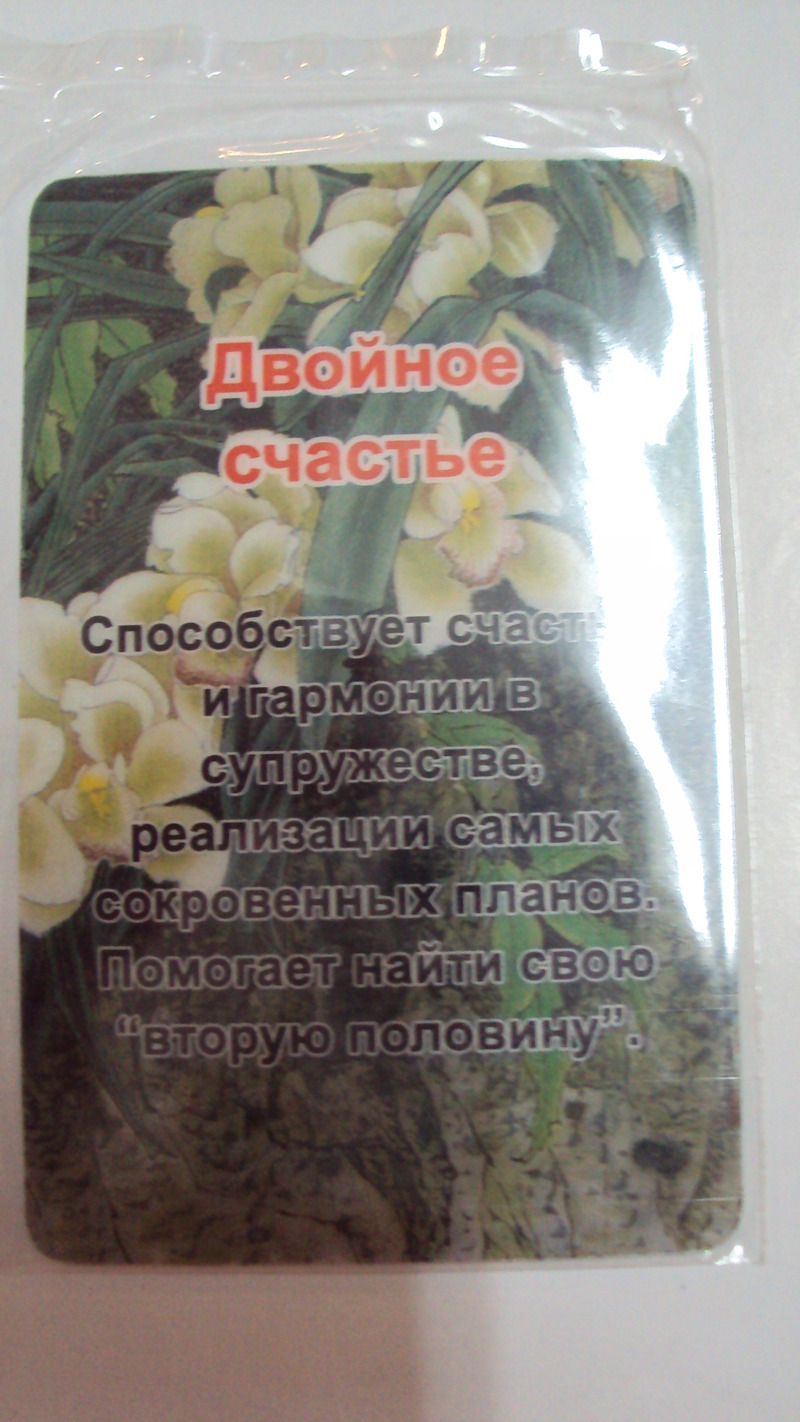 Двойное
счастье
Способствует
и гармонии в
супружестве,
реализации самых
сокровенных планов.
Помогает найти свою
“вторую половину”.